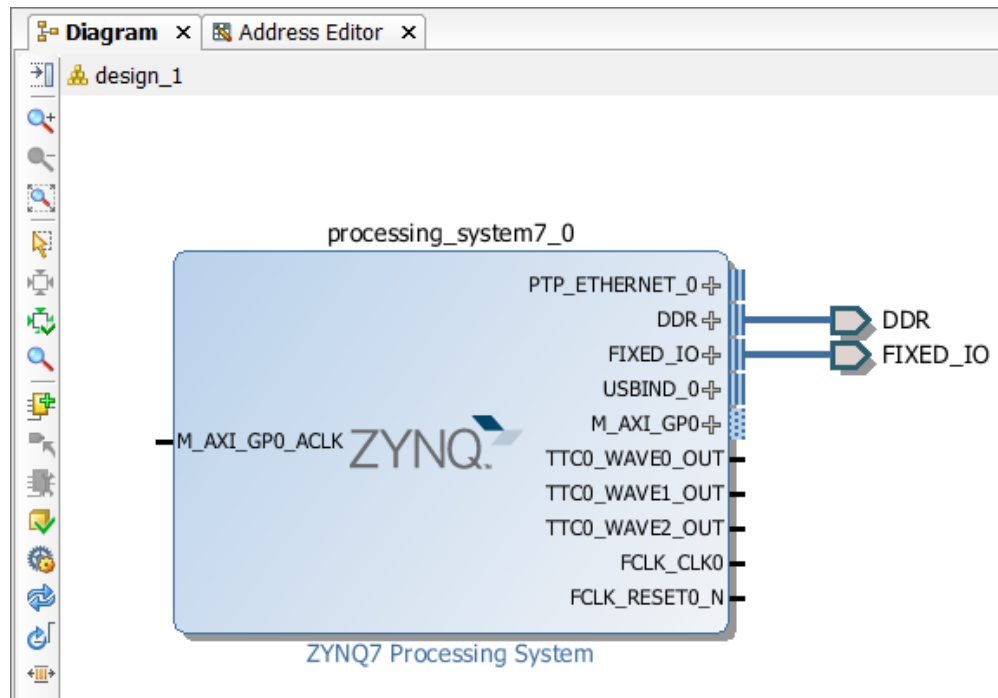 Diagram × Address Editor ×
design_1
processing_system7_0
PTP_ETHERNET_0
DDR
FIXED_IO
USBIND_0
M_AXI_GP0
M_AXI_GP0_ACLK
ZYNQ
TTC0_WAVE0_OUT
TTC0_WAVE1_OUT
TTC0_WAVE2_OUT
FCLK_CLK0
FCLK_RESET0_N
DDR
FIXED_IO
ZYNQ7 Processing System